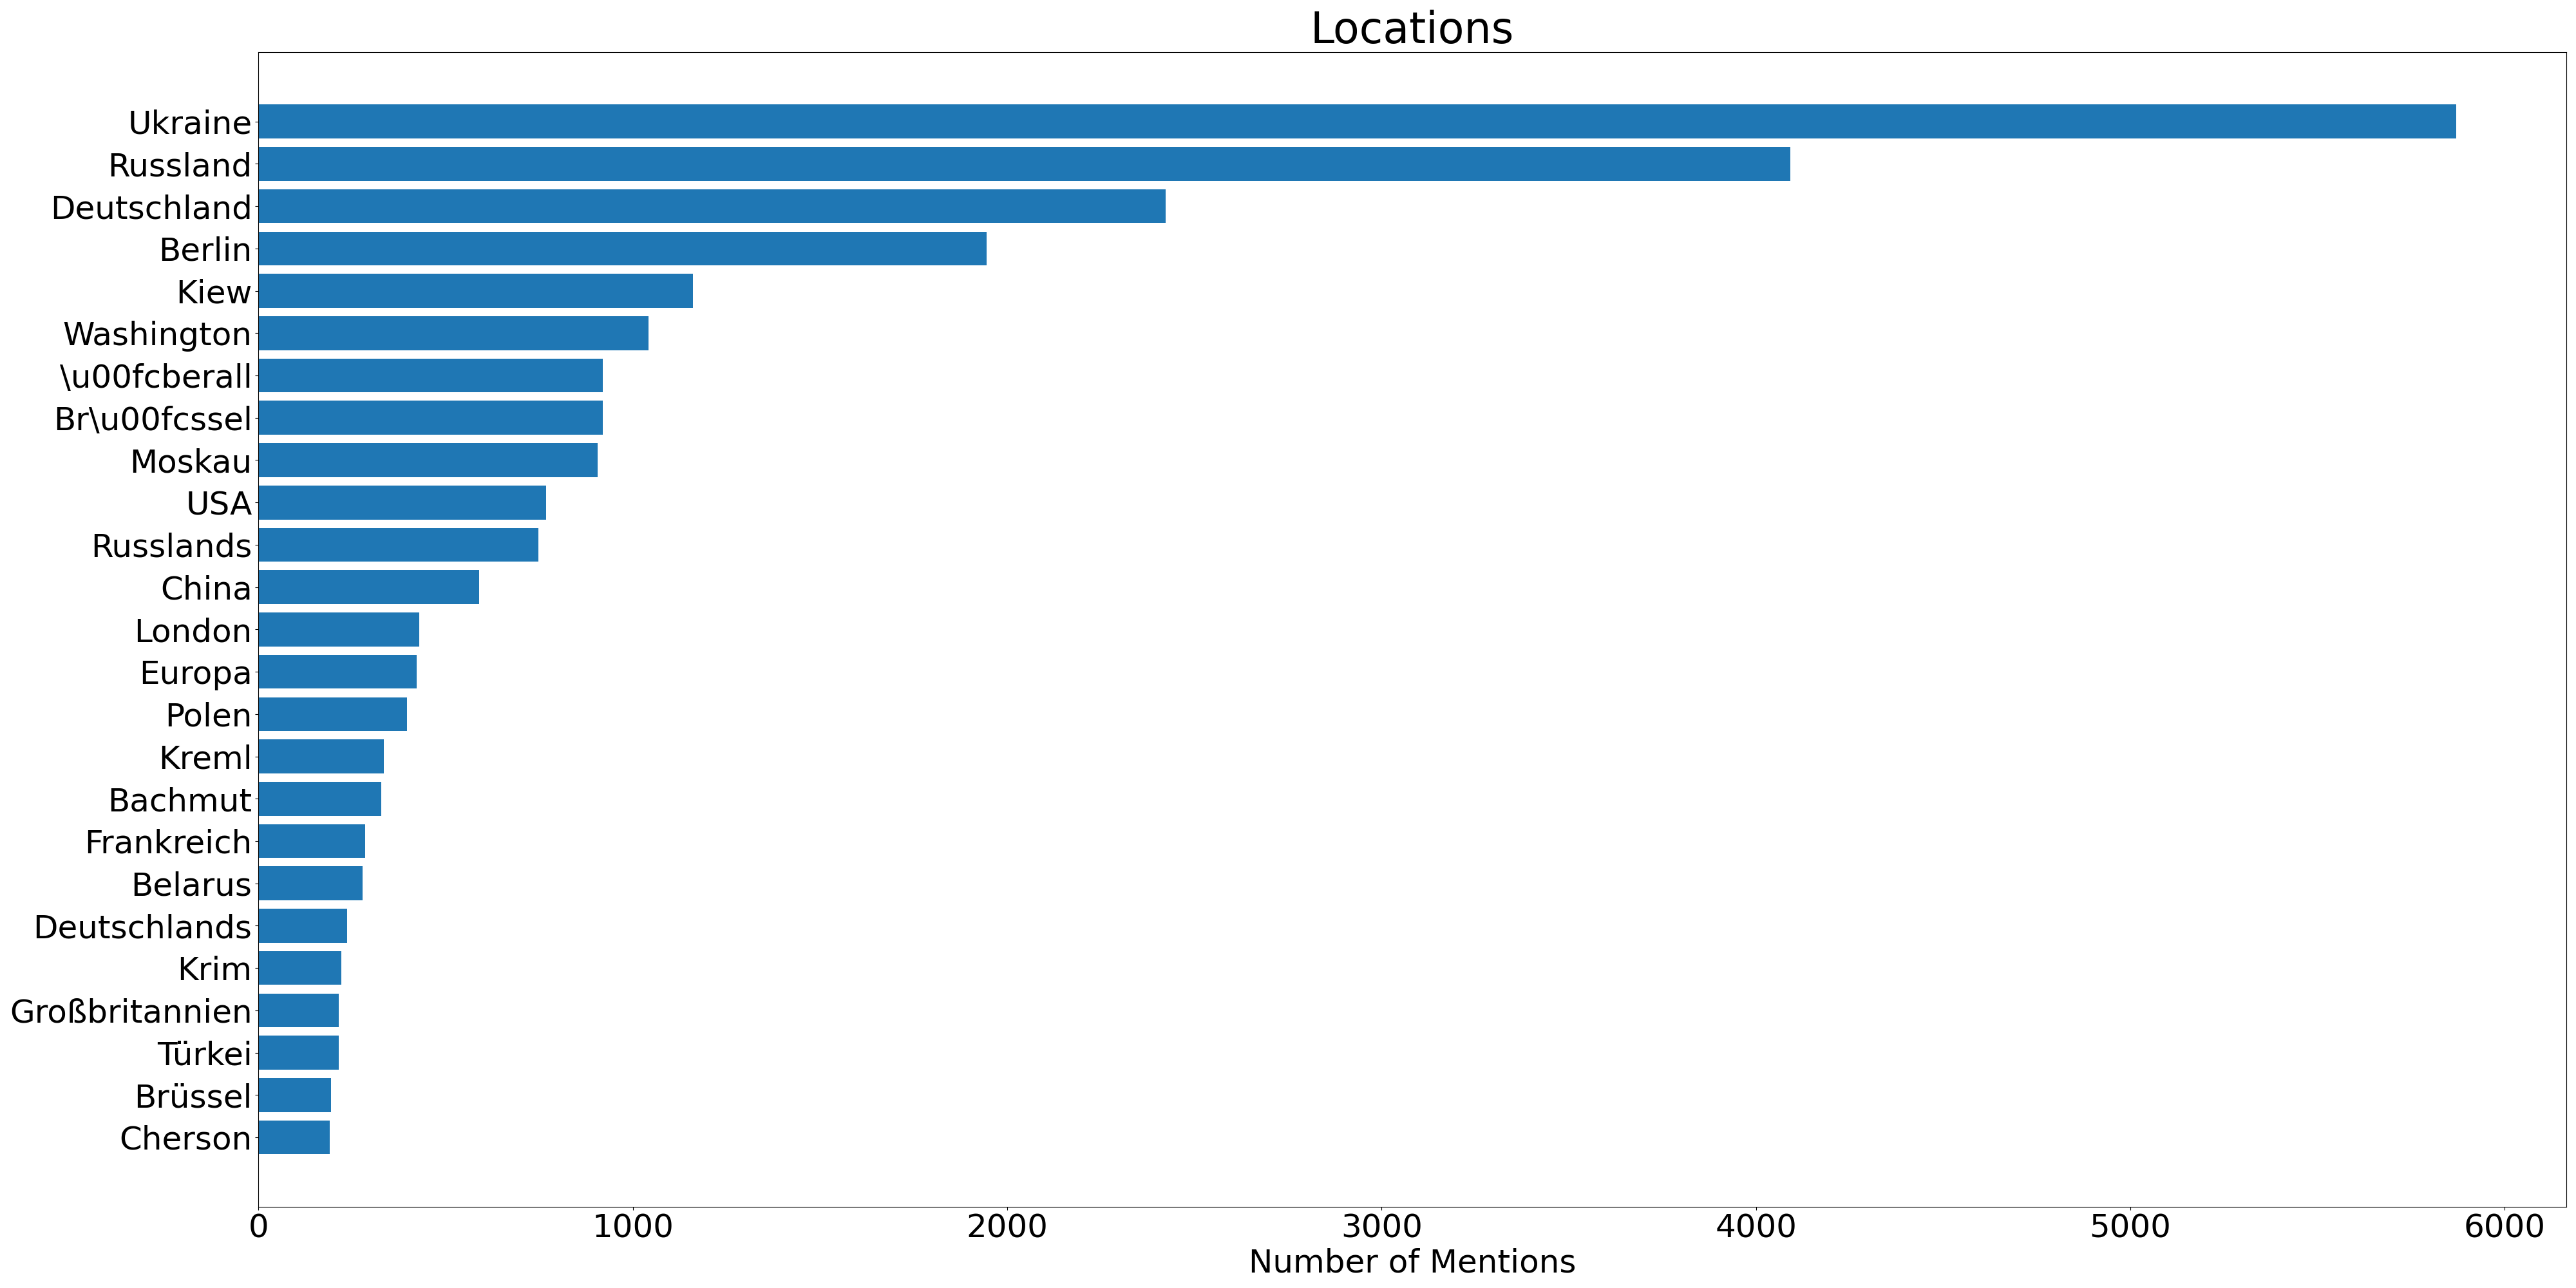 Locations
Ukraine
Russland
Deutschland
Berlin
Kiew
Washington
\u00fcberall
Br\u00fcssel
Moskau
USA
Russlands
China
London
Europa
Polen
Kreml
Bachmut
Frankreich
Belarus
Deutschlands
Krim
Großbritannien
Türkei
Brüssel
Cherson
0 1000 2000 3000 4000 5000 6000
Number of Mentions